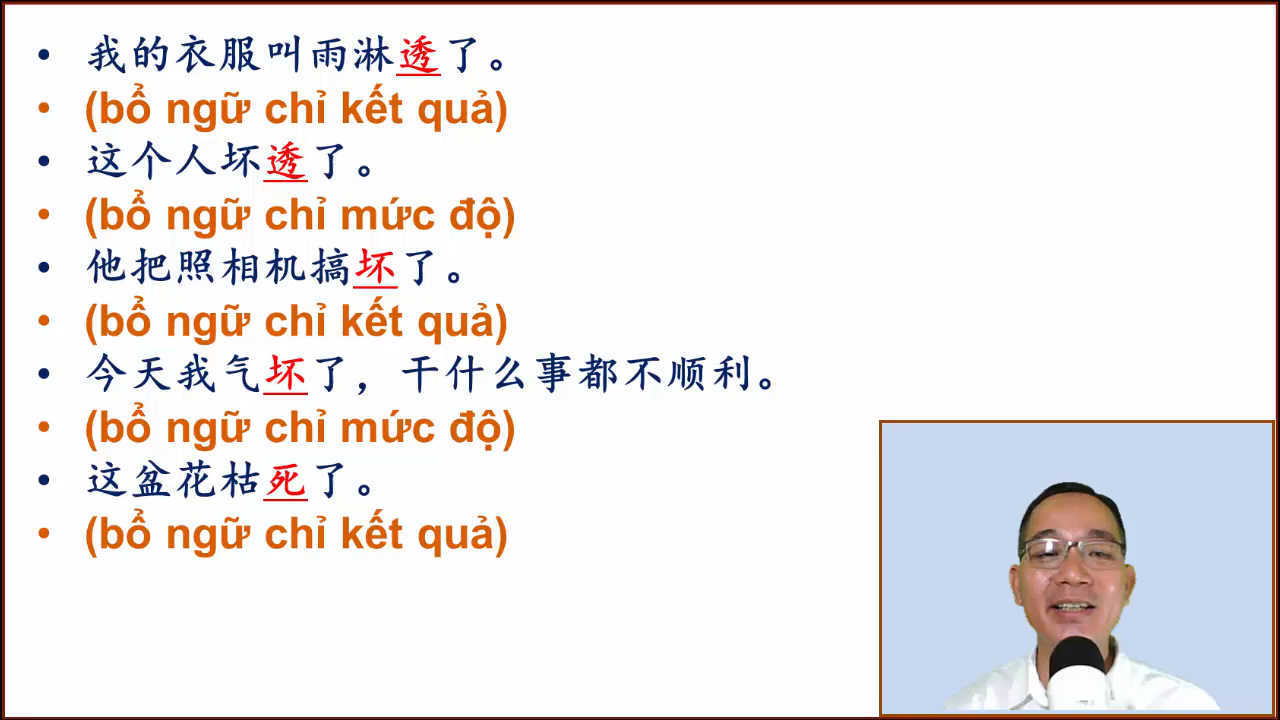 • 我的衣服叫雨淋透了。
• (bổ ngữ chỉ kết quả)
• 这个人坏透了。
• (bổ ngữ chỉ mức độ)
• 他把照相机搞坏了。
• (bổ ngữ chỉ kết quả)
• 今天我气坏了，干什么事都不顺利。
• (bổ ngữ chỉ mức độ)
• 这盆花枯死了。
• (bổ ngữ chỉ kết quả)